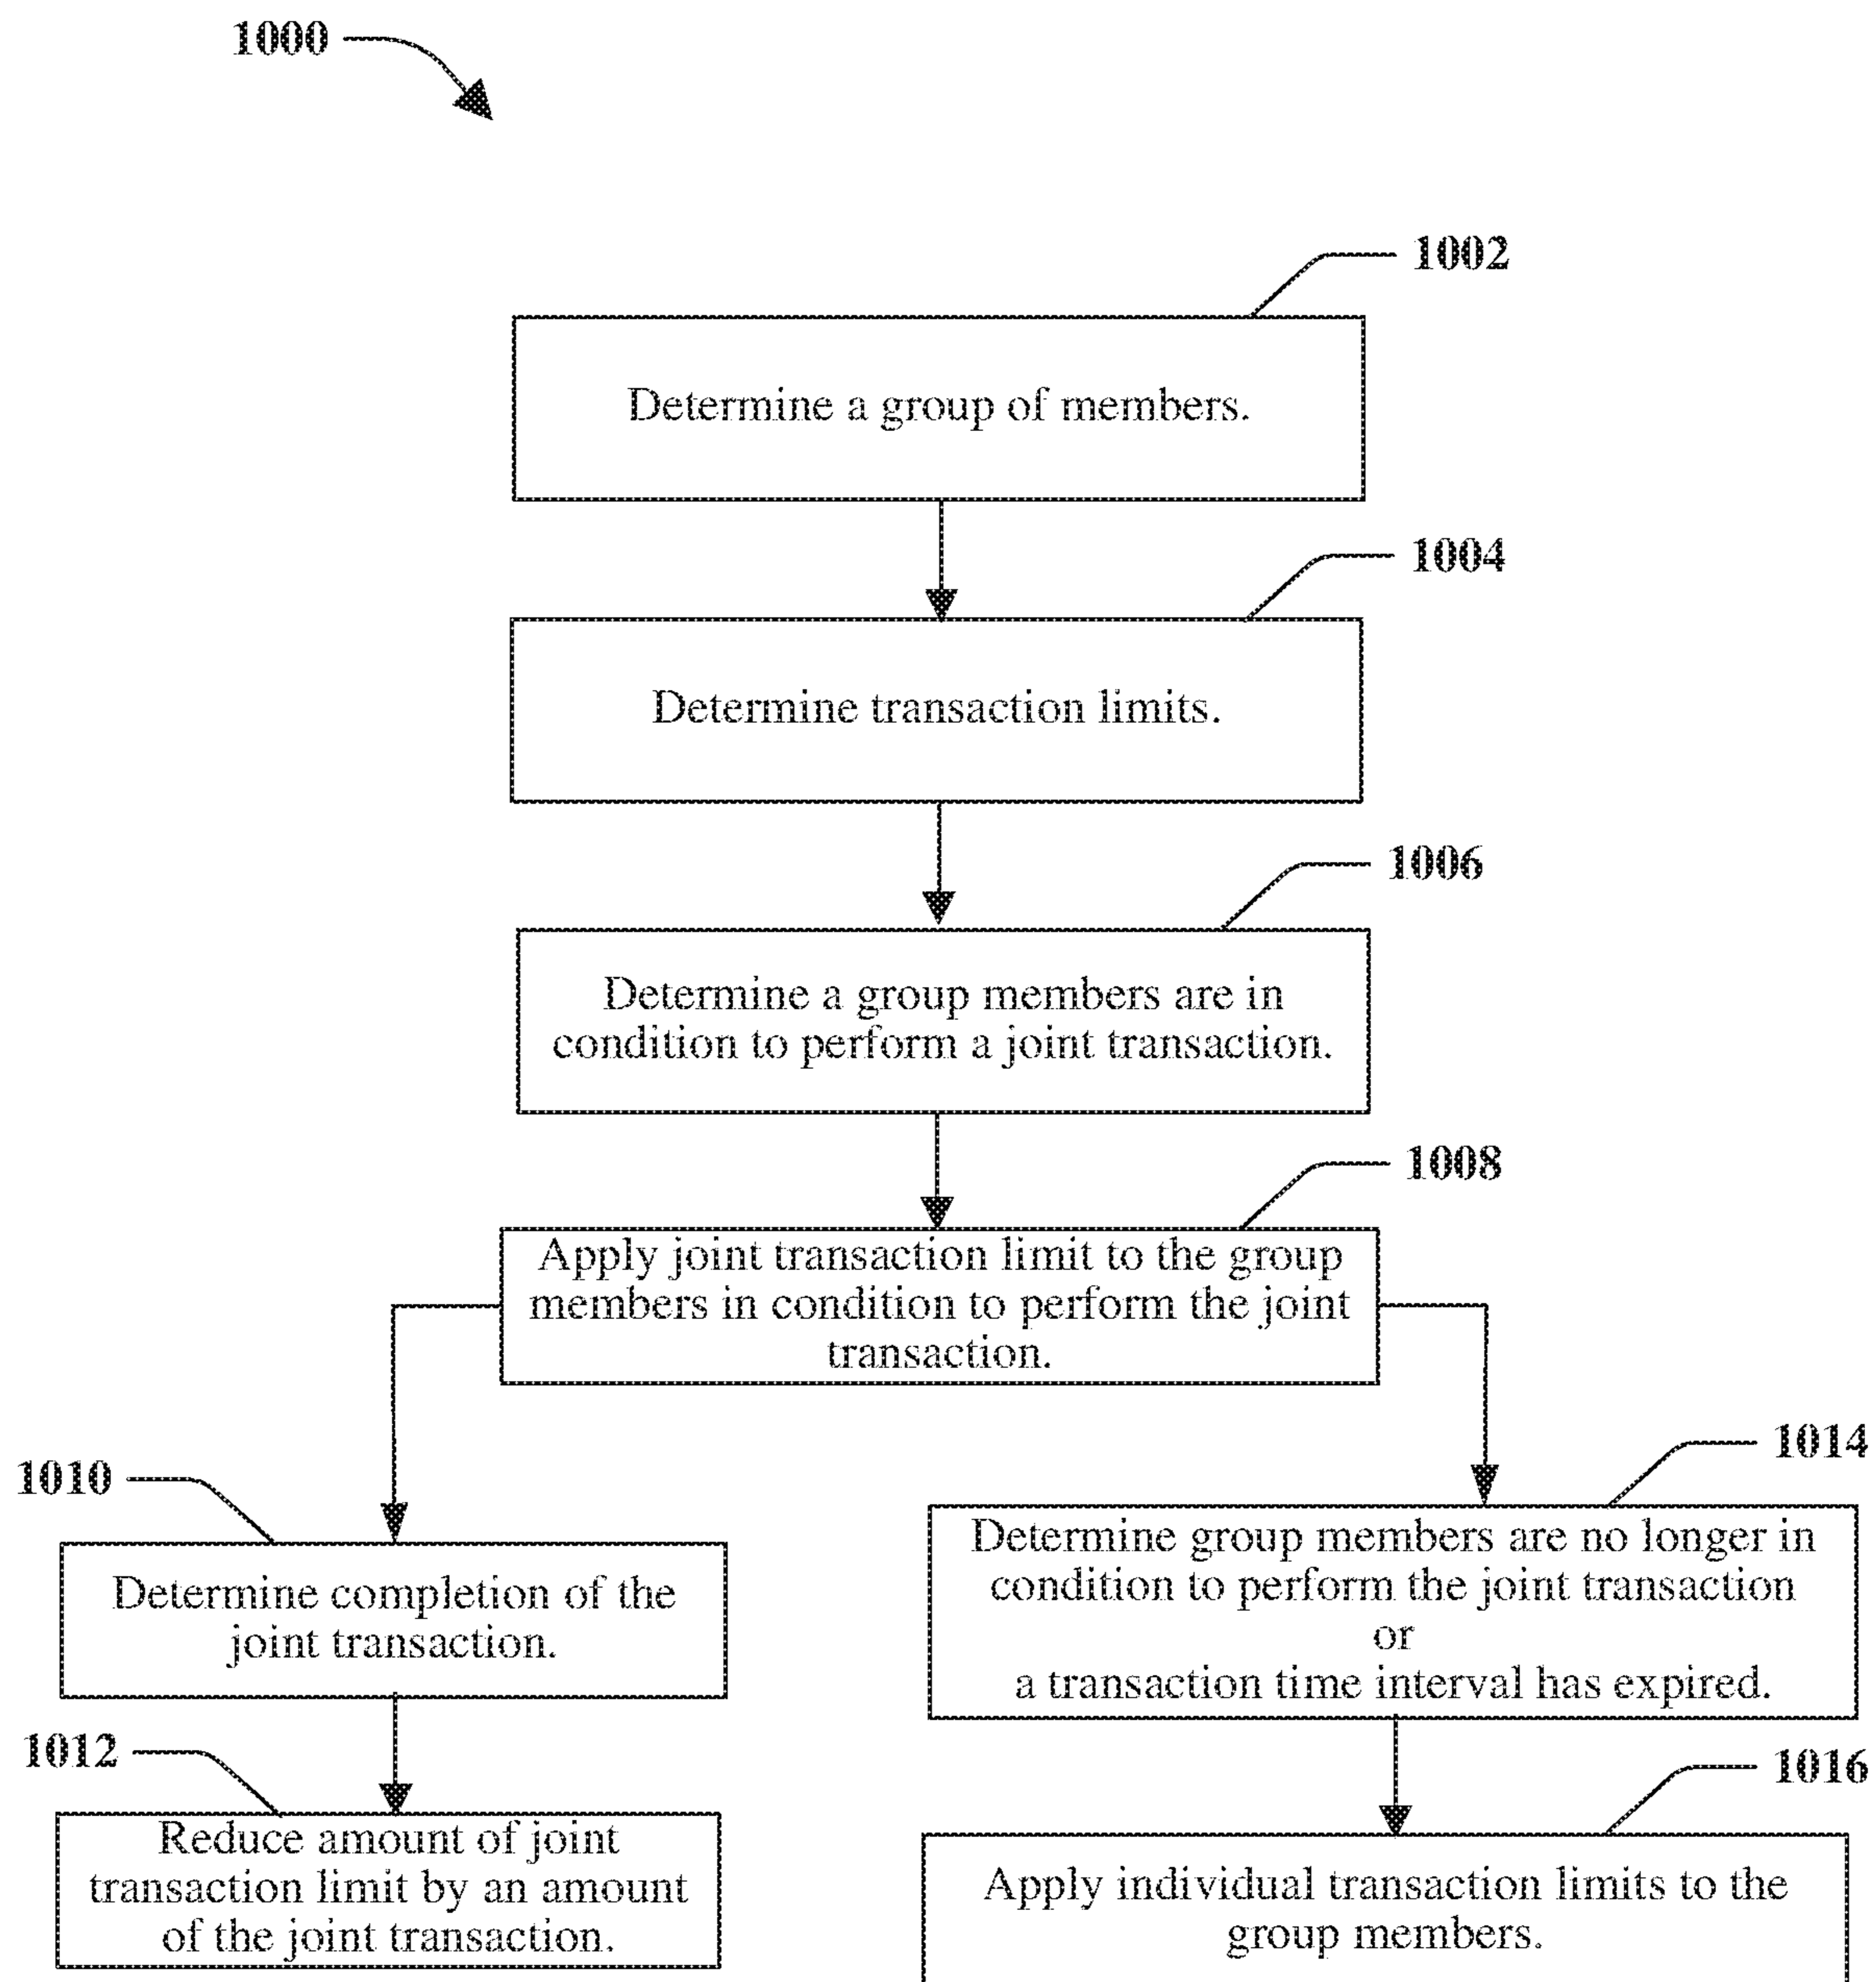 1000
1002
Determine a group of members.
1004
Determine transaction limits.
1006
Determine a group members are in
condition to perform a joint transaction.
1008
Apply joint transaction limit to the group
members in condition to perform the joint
transaction.
1010
Determine completion of the
joint transaction.
1012
Reduce amount of joint
transaction limit by an amount
of the joint transaction.
1014
Determine group members are no longer in
condition to perform the joint transaction
or
a transaction time interval has expired.
1016
Apply individual transaction limits to the
group members.